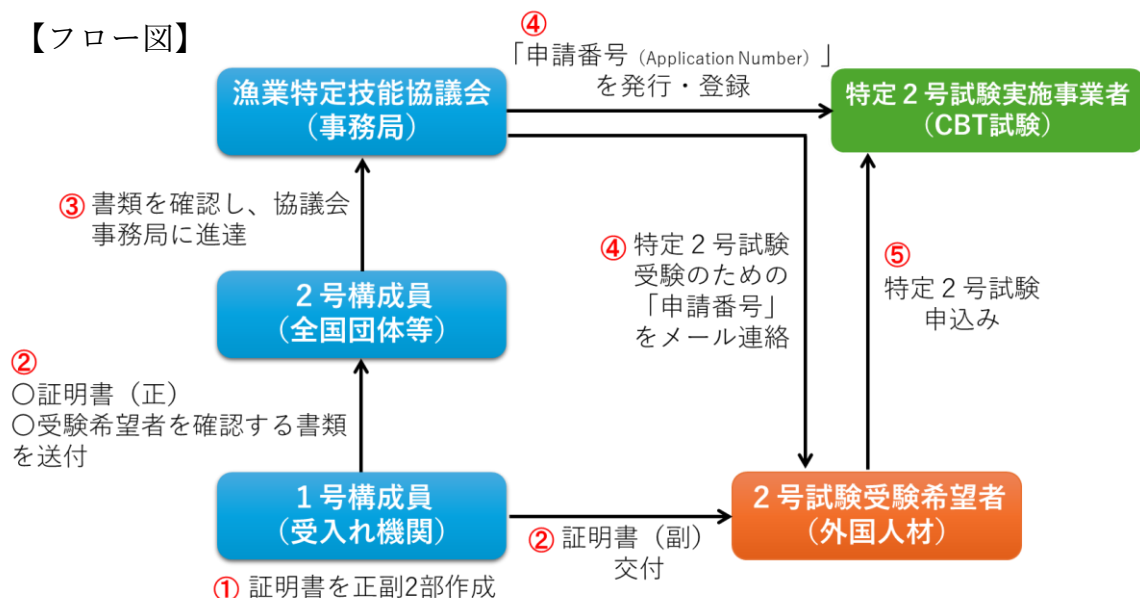 【フロー図】
④
「申請番号（Application Number）」
を発行・登録
漁業特定技能協議会
（事務局）
特定２号試験実施事業者
（CBT試験）
③ 書類を確認し、協議会
事務局に進達
④ 特定２号試験
受験のための
「申請番号」
をメール連絡
⑤
特定２号試験
申込み
２号構成員
（全国団体等）
②
〇証明書（正）
〇受験希望者を確認する書類
を送付
１号構成員
（受入れ機関）
② 証明書（副）
交付
２号試験受験希望者
（外国人材）
① 証明書を正副2部作成